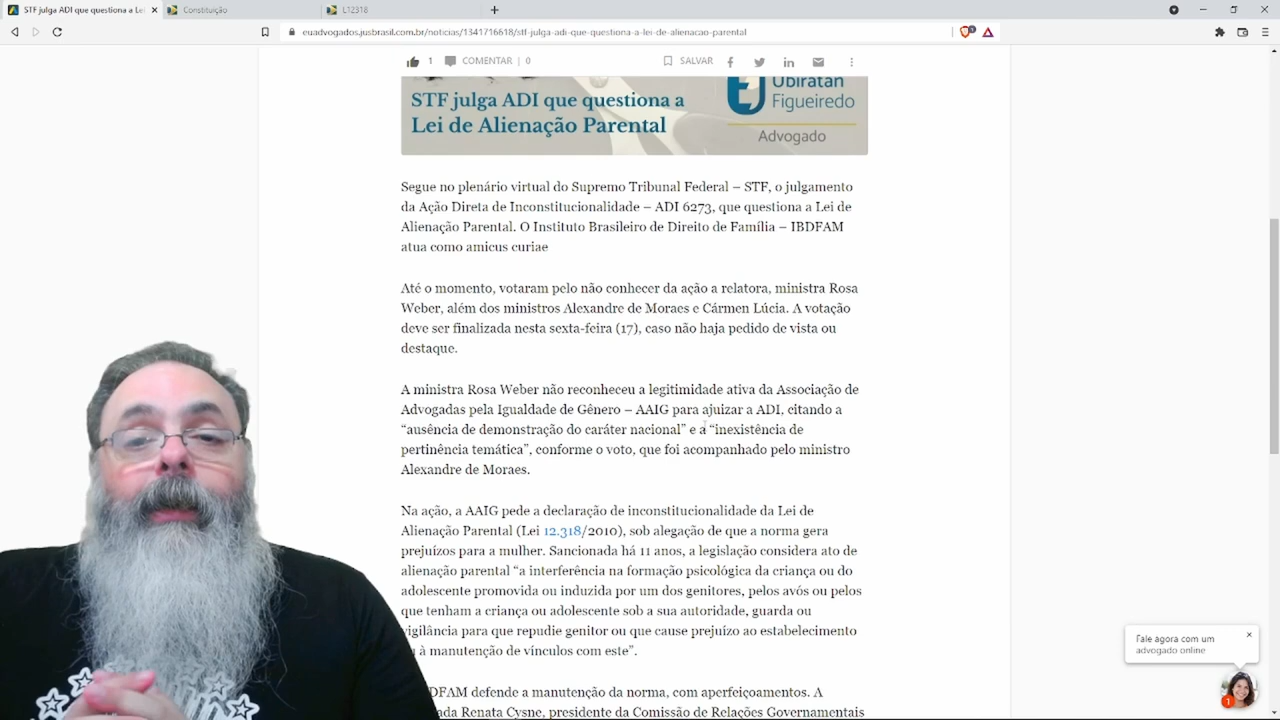 STF julga ADI que questiona a Lei
Constituição
L12318
euadvogados.jusbrasil.com.br/noticias/1341716618/stf-julga-adi-que-questiona-a-lei-de-alienacao-parental
1
COMENTAR | 0
SALVAR
STF julga ADI que questiona a
Lei de Alienação Parental
Ubiratan
Figueiredo
Advogado
Segue no plenário virtual do Supremo Tribunal Federal – STF, o julgamento
da Ação Direta de Inconstitucionalidade – ADI 6273, que questiona a Lei de
Alienação Parental. O Instituto Brasileiro de Direito de Família – IBDFAM
atua como amicus curiae
Até o momento, votaram pelo não conhecer da ação a relatora, ministra Rosa
Weber, além dos ministros Alexandre de Moraes e Cármen Lúcia. A votação
deve ser finalizada nesta sexta-feira (17), caso não haja pedido de vista ou
destaque.
A ministra Rosa Weber não reconheceu a legitimidade ativa da Associação de
Advogadas pela Igualdade de Gênero – AAIG para ajuizar a ADI, citando a
“ausência de demonstração do caráter nacional” e a “inexistência de
pertinência temática”, conforme o voto, que foi acompanhado pelo ministro
Alexandre de Moraes.
Na ação, a AAIG pede a declaração de inconstitucionalidade da Lei de
Alienação Parental (Lei 12.318/2010), sob alegação de que a norma gera
prejuízos para a mulher. Sancionada há 11 anos, a legislação considera ato de
alienação parental “a interferência na formação psicológica da criança ou do
adolescente promovida ou induzida por um dos genitores, pelos avós ou pelos
que tenham a criança ou adolescente sob a sua autoridade, guarda ou
vigilância para que repudie genitor ou que cause prejuízo ao estabelecimento
à manutenção de vínculos com este”.
DFAM defende a manutenção da norma, com aperfeiçoamentos. A
ada Renata Cysne, presidente da Comissão de Relações Governamentais
Fale agora com um
advogado online
1